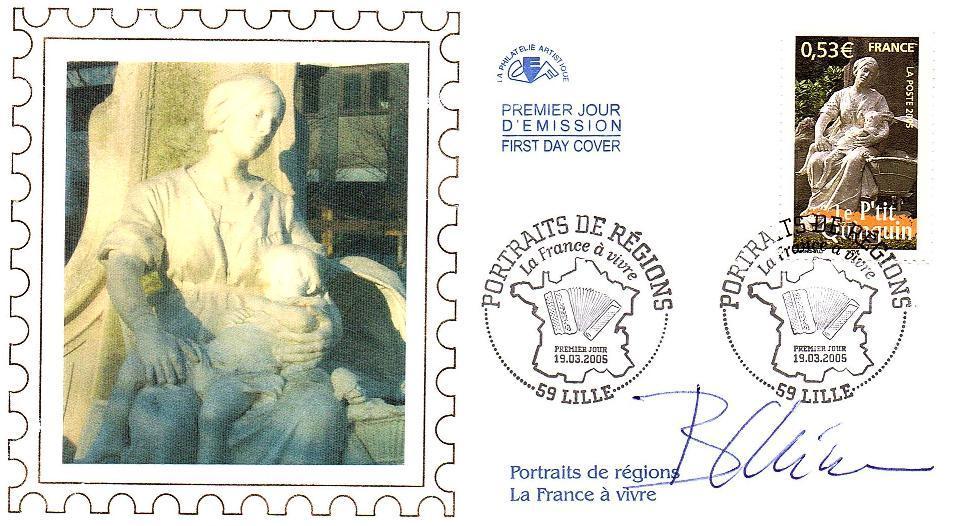 LA PHILATELIE ARTISTIQUE
CEF
PREMIER JOUR
D'EMISSION
FIRST DAY COVER
0,53€ FRANCE
LA POSTE 2005
Le P'tit
Quinquin
PORTRAITS DE RÉGIONS
La France à vivre
PREMIER JOUR
19.03.2005
59 LILLE
PORTRAITS DE RÉGIONS
La France à vivre
PREMIER JOUR
19.03.2005
59 LILLE
Portraits de régions
La France à vivre